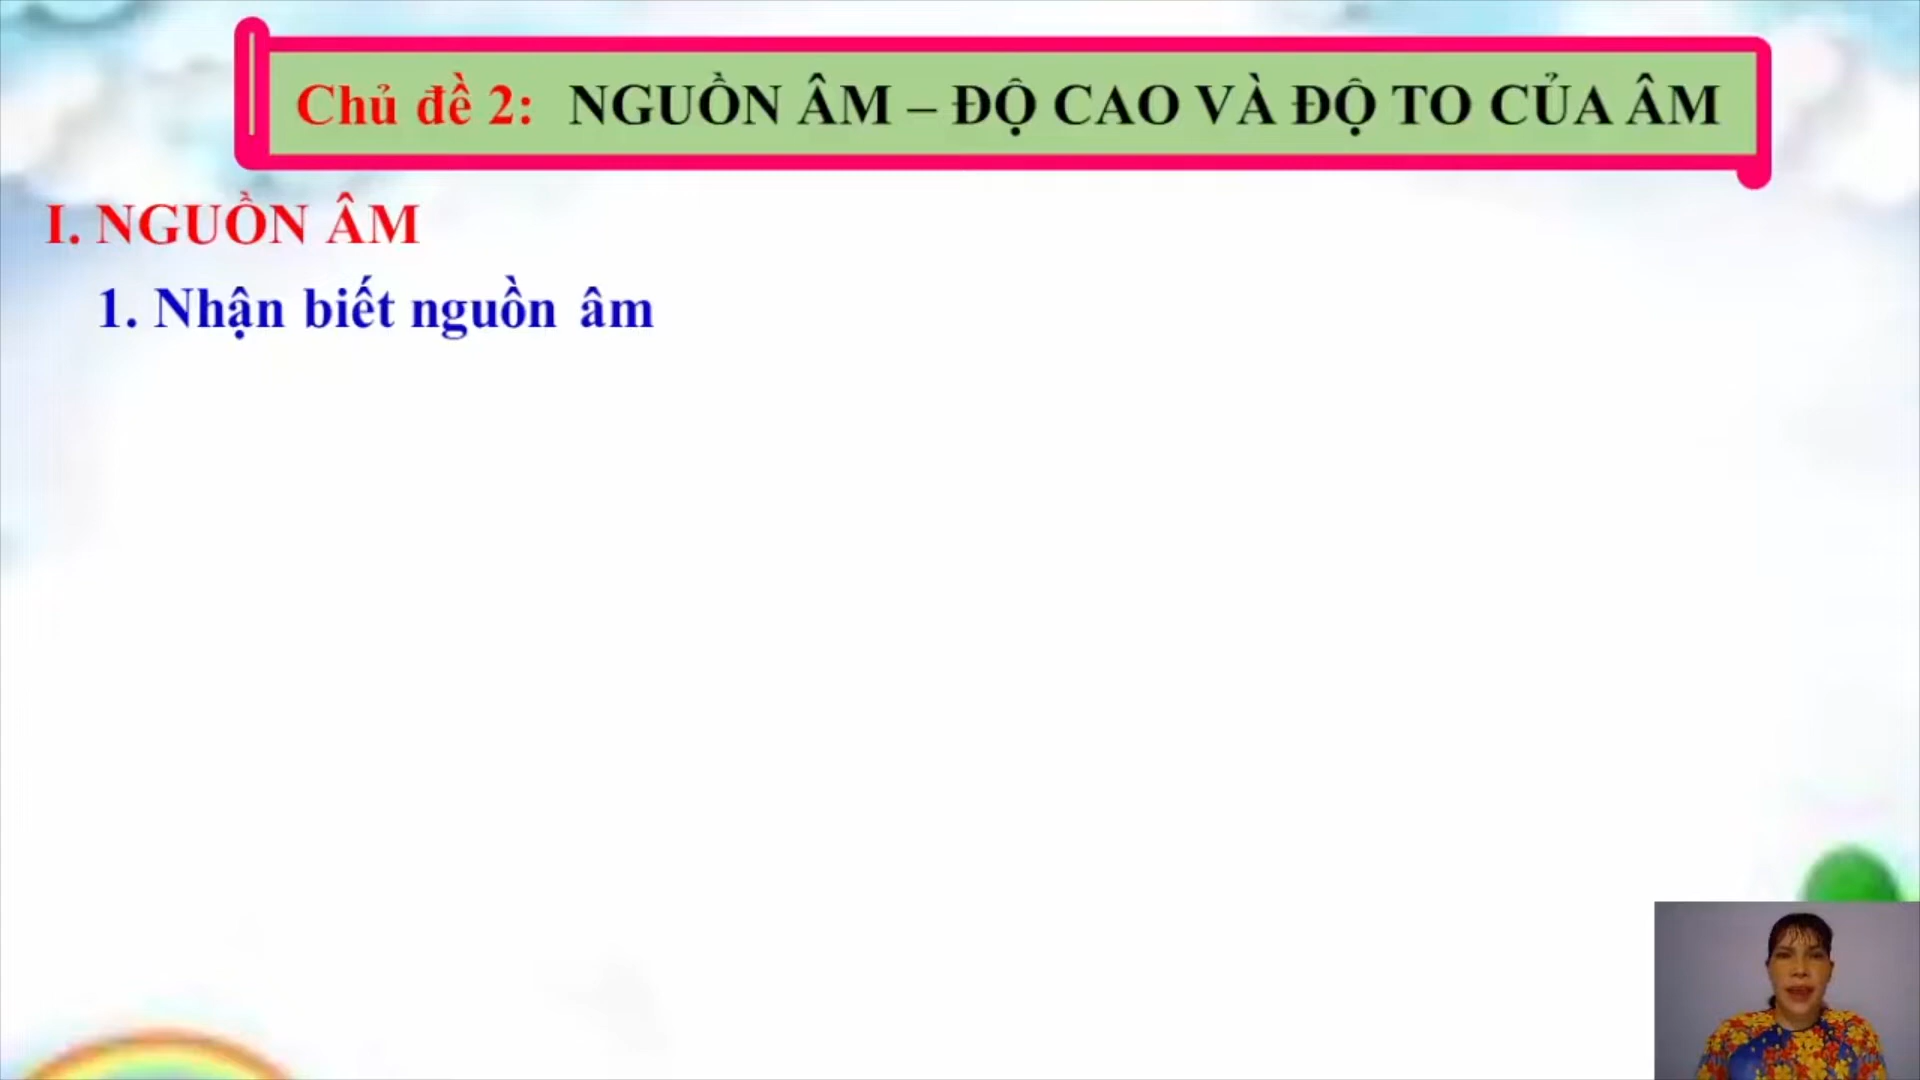 Chủ đề 2: NGUỒN ÂM – ĐỘ CAO VÀ ĐỘ TO CỦA ÂM
I. NGUỒN ÂM
1. Nhận biết nguồn âm